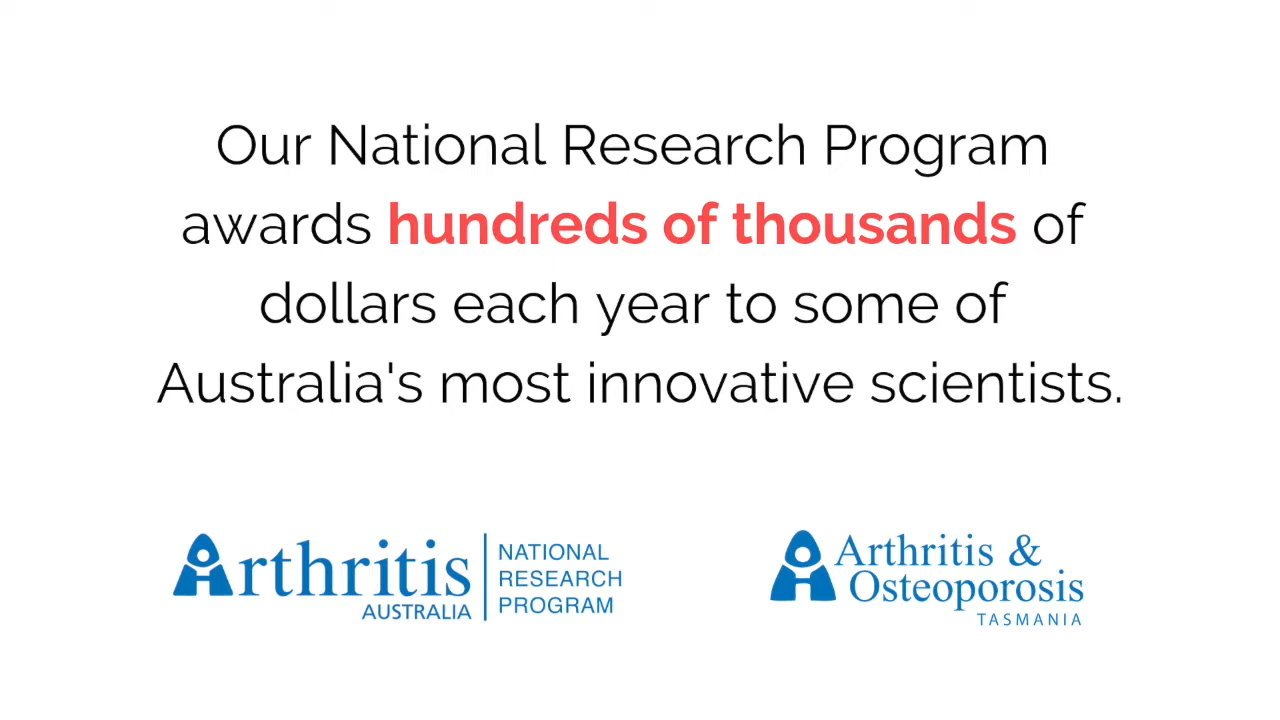 Our National Research Program
awards hundreds of thousands of
dollars each year to some of
Australia's most innovative scientists.
Arthritis
AUSTRALIA
NATIONAL
RESEARCH
PROGRAM
Arthritis &
Osteoporosis
TASMANIA